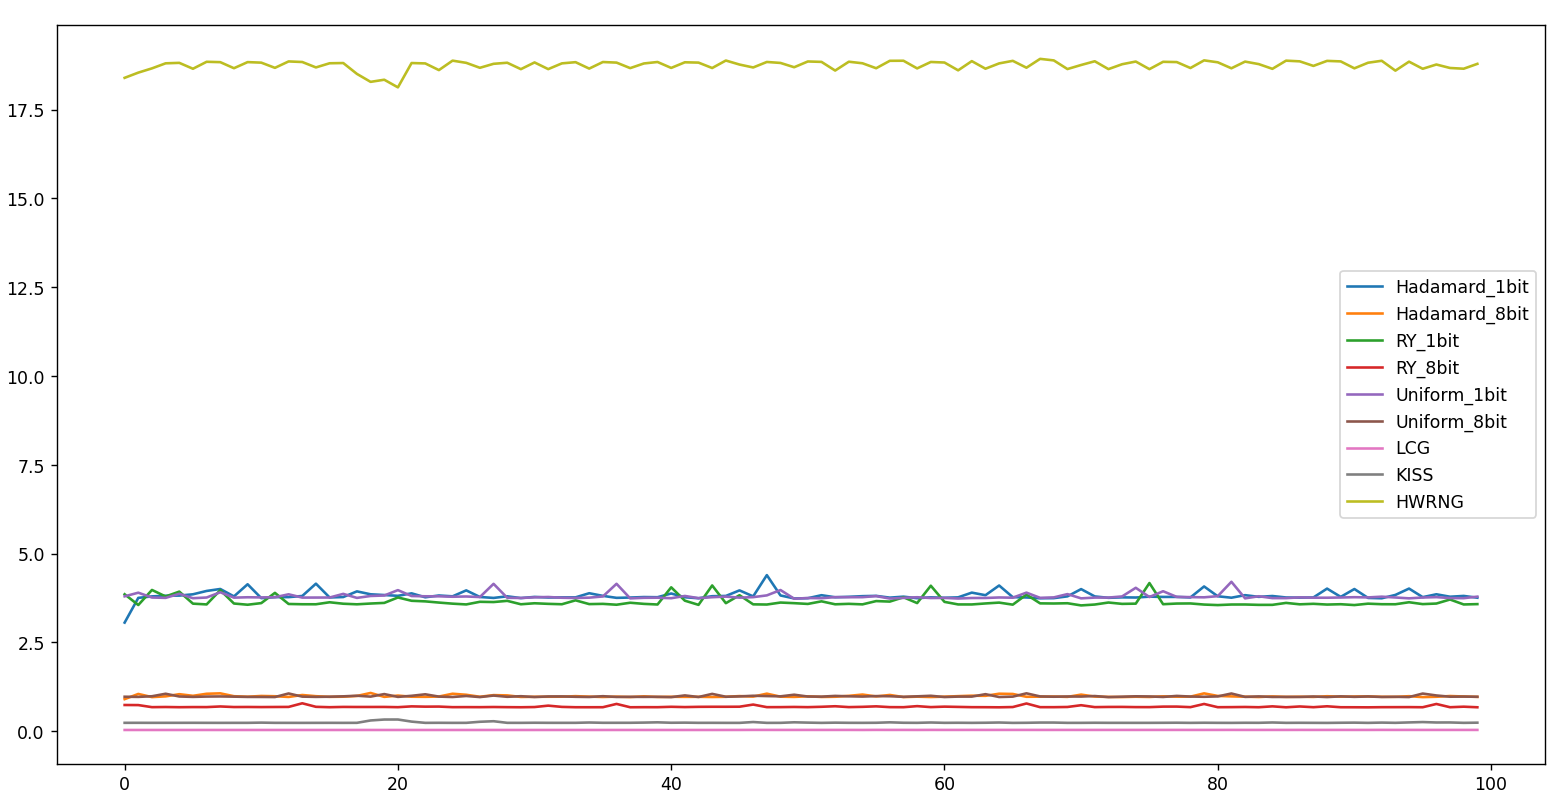 17.5
15.0
12.5
10.0
7.5
5.0
2.5
0.0
0 20 40 60 80 100
Hadamard_1bit
Hadamard_8bit
RY_1bit
RY_8bit
Uniform_1bit
Uniform_8bit
LCG
KISS
HWRNG